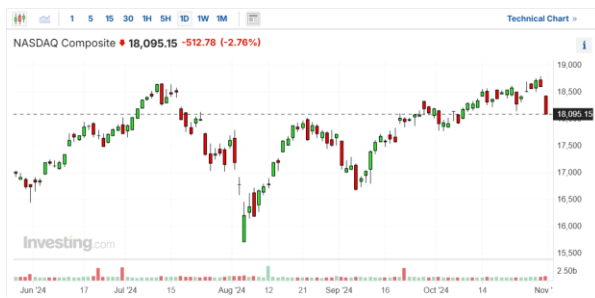 1 5 15 30 1H 5H 1D 1W 1M Technical Chart »
NASDAQ Composite 18,095.15 -512.78 (-2.76%)
19,000
18,500
18,095.15
18,000
17,500
17,000
16,500
16,000
15,500
Investing.com
2.50b
Jun '24 17 Jul '24 15 Aug '24 12 Sep '24 16 Oct '24 14 Nov '